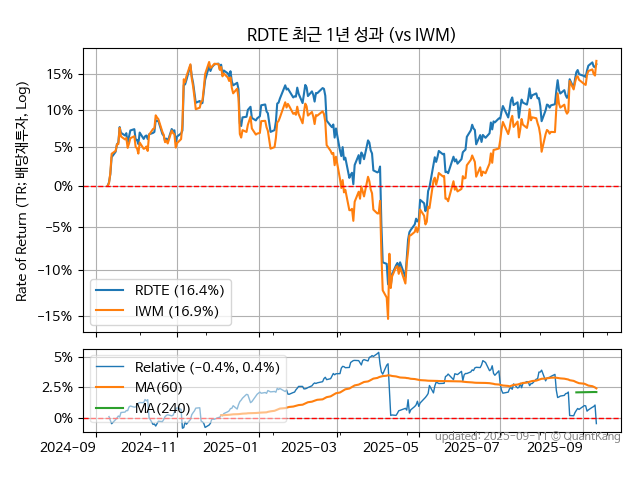 RDTE 최근 1년 성과 (vs IWM)
Rate of Return (TR: 배당재투자, Log)
15%
10%
5%
0%
−5%
−10%
−15%
RDTE (16.4%)
IWM (16.9%)
5%
2.5%
0%
Relative (−0.4%, 0.4%)
MA(60)
MA(240)
2024-09
2024-11
2025-01
2025-03
2025-05
2025-07
2025-09
updated: 2025-09-11 © QuantKang